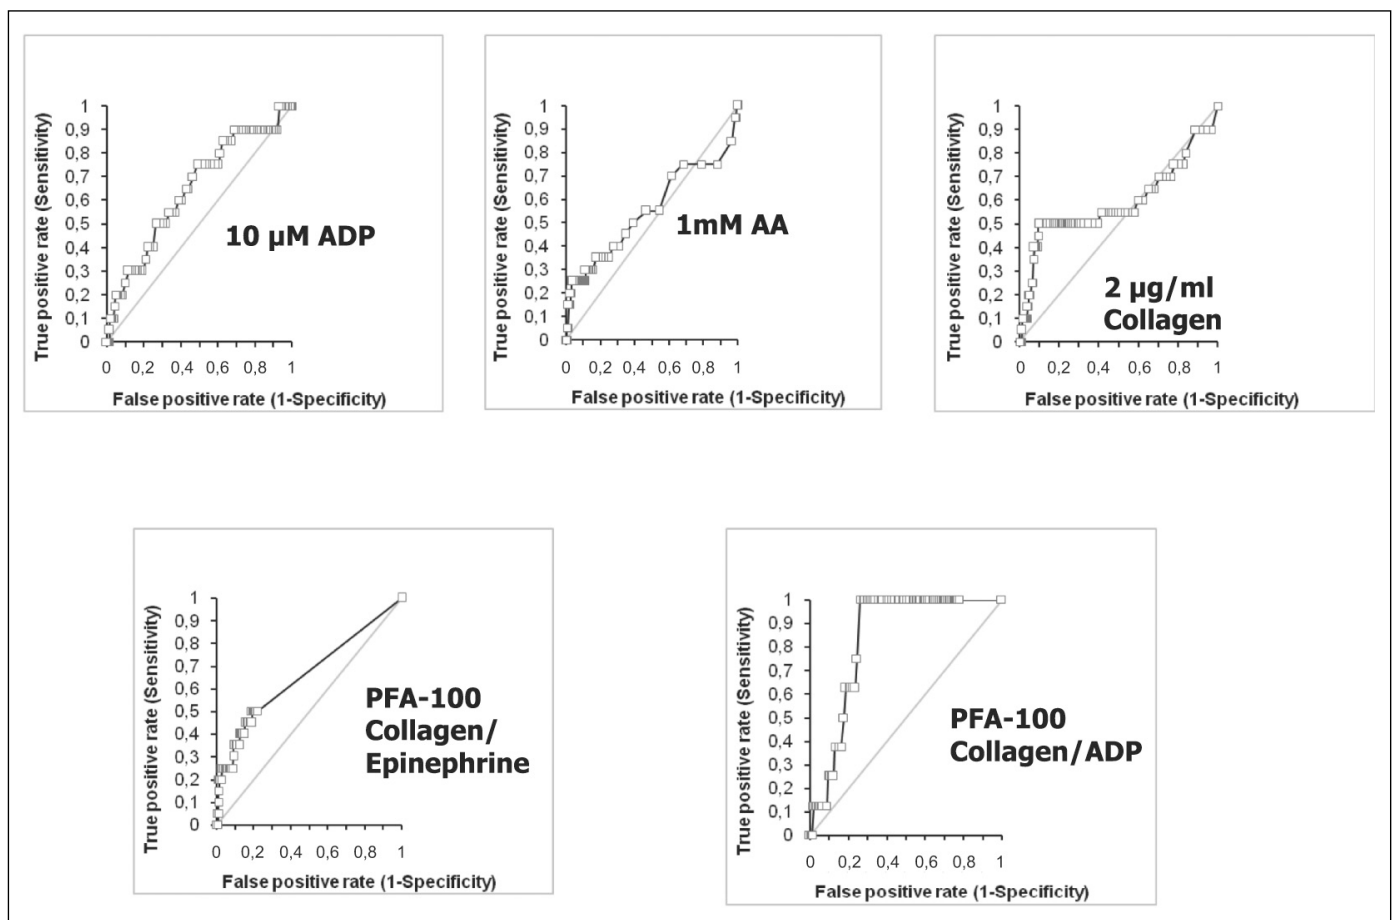 True positive rate (Sensitivity)
1
0,9
0,8
0,7
0,6
0,5
0,4
0,3
0,2
0,1
0
0 0,2 0,4 0,6 0,8 1
False positive rate (1-Specificity)
10 µM ADP
True positive rate (Sensitivity)
1
0,9
0,8
0,7
0,6
0,5
0,4
0,3
0,2
0,1
0
0 0,2 0,4 0,6 0,8 1
False positive rate (1-Specificity)
1mM AA
True positive rate (Sensitivity)
1
0,9
0,8
0,7
0,6
0,5
0,4
0,3
0,2
0,1
0
0 0,2 0,4 0,6 0,8 1
False positive rate (1-Specificity)
2 µg/ml
Collagen
True positive rate (Sensitivity)
1
0,9
0,8
0,7
0,6
0,5
0,4
0,3
0,2
0,1
0
0 0,2 0,4 0,6 0,8 1
False positive rate (1-Specificity)
PFA-100
Collagen/
Epinephrine
True positive rate (Sensitivity)
1
0,9
0,8
0,7
0,6
0,5
0,4
0,3
0,2
0,1
0
0 0,2 0,4 0,6 0,8 1
False positive rate (1-Specificity)
PFA-100
Collagen/ADP